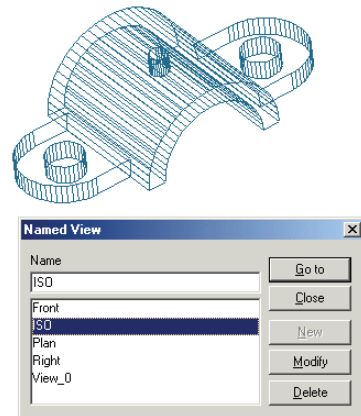 Named View
Name
ISO
Front
ISO
Plan
Right
View_0
Go to
Close
New
Modify
Delete